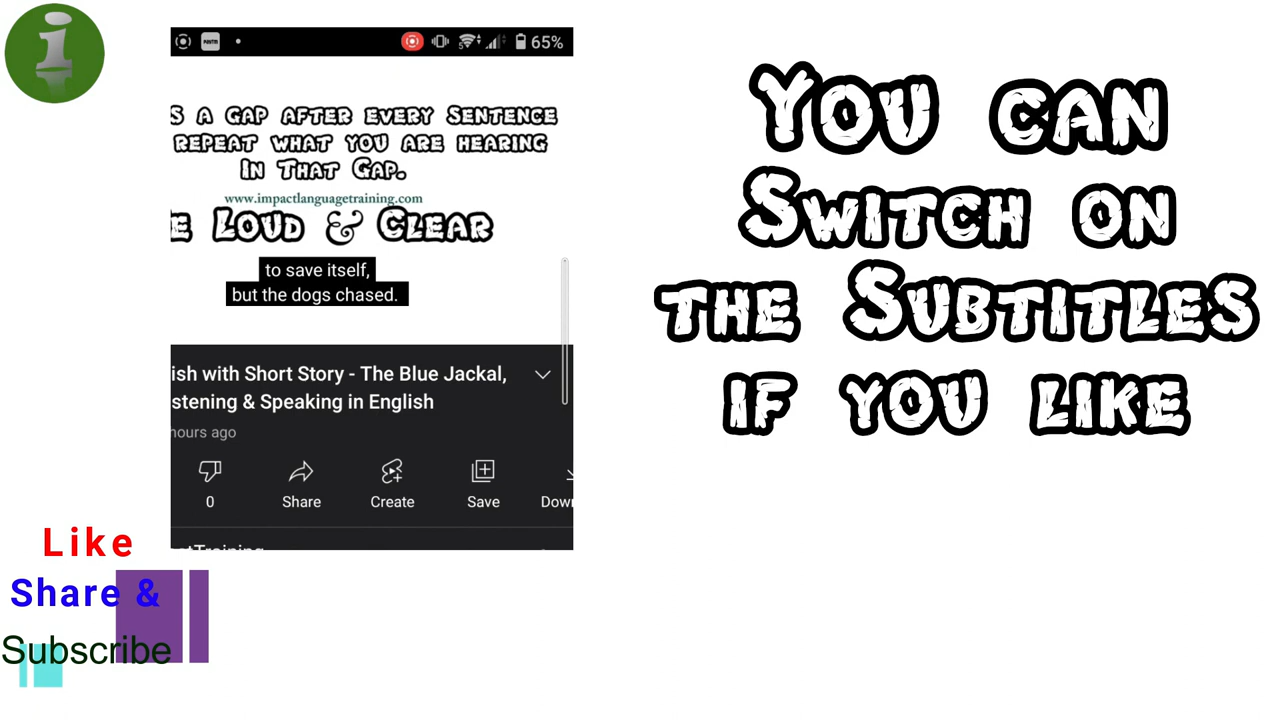 i
Paytm
5
65%
S A GAP AFTER EVERY SENTENCE
REPEAT WHAT YOU ARE HEARING
IN THAT GAP.
www.impactlanguagetraining.com
E LOUD & CLEAR
to save itself,
but the dogs chased.
ish with Short Story - The Blue Jackal,
stening & Speaking in English
hours ago
0
Share
Create
Save
Down
YOU CAN
SWITCH ON
THE SUBTITLES
IF YOU LIKE
Like
Share &
Subscribe